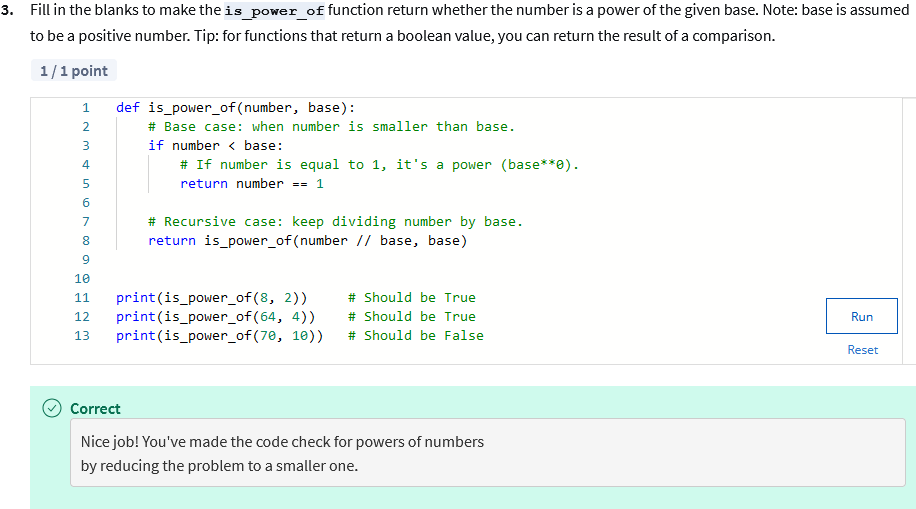 3. Fill in the blanks to make the is_power_of function return whether the number is a power of the given base. Note: base is assumed
to be a positive number. Tip: for functions that return a boolean value, you can return the result of a comparison.
1 / 1 point
1 def is_power_of(number, base):
2     # Base case: when number is smaller than base.
3     if number < base:
4         # If number is equal to 1, it's a power (base**0).
5         return number == 1
6
7     # Recursive case: keep dividing number by base.
8     return is_power_of(number // base, base)
9
10
11 print(is_power_of(8, 2))     # Should be True
12 print(is_power_of(64, 4))    # Should be True
13 print(is_power_of(70, 10))   # Should be False
Run
Reset
Correct
Nice job! You've made the code check for powers of numbers
by reducing the problem to a smaller one.